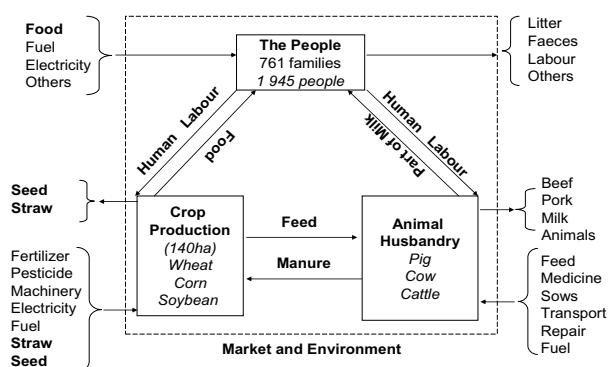 Food
Fuel
Electricity
Others
The People
761 families
1 945 people
Litter
Faeces
Labour
Others
Human Labour
Food
Part of Milk
Human Labour
Seed
Straw
Crop
Production
(140ha)
Wheat
Corn
Soybean
Feed
Manure
Animal
Husbandry
Pig
Cow
Cattle
Beef
Pork
Milk
Animals
Fertilizer
Pesticide
Machinery
Electricity
Fuel
Straw
Seed
Feed
Medicine
Sows
Transport
Repair
Fuel
Market and Environment